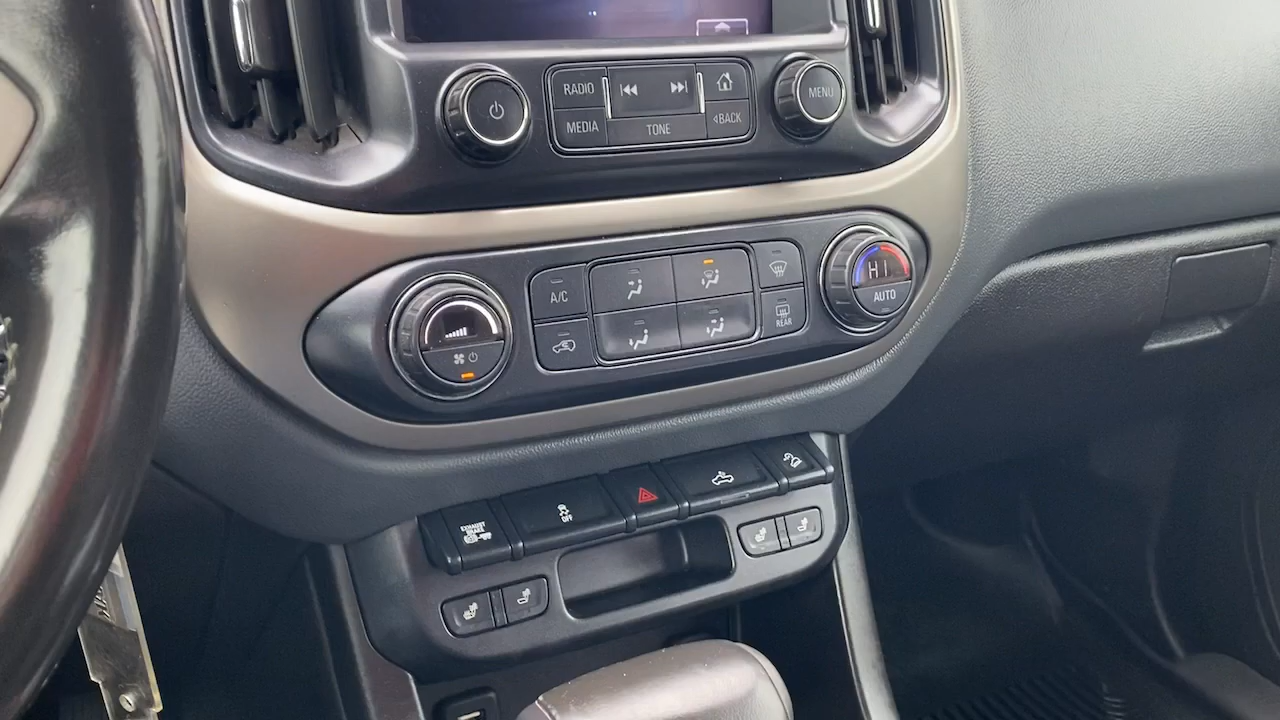 RADIO
MENU
MEDIA
TONE
BACK
A/C
HI
AUTO
REAR
EXHAUST
BRAKE
OFF